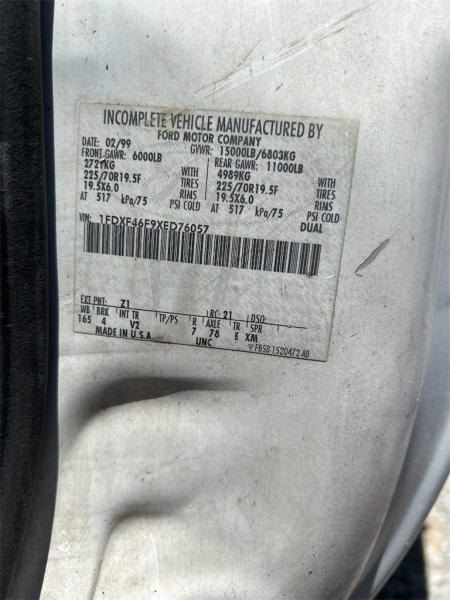 INCOMPLETE VEHICLE MANUFACTURED BY
FORD MOTOR COMPANY
DATE: 02/99 GVWR: 15000LB/6803KG
FRONT GAWR: 6000LB REAR GAWR: 11000LB
2721KG WITH 4989KG WITH
225/70R19.5F TIRES 225/70R19.5F TIRES
19.5X6.0 RIMS 19.5X6.0 RIMS
AT 517 kPa/75 PSI COLD AT 517 kPa/75 PSI COLD
DUAL
VIN: 1FDXF46F9XED76057
EXT PNT: Z1 RC: 21 DSO:
WB BRK INT TR TP/PS R AXLE TR SPR
165 4 V2 7 78 E XM
MADE IN U.S.A. UNC
F85B-1520472-AB